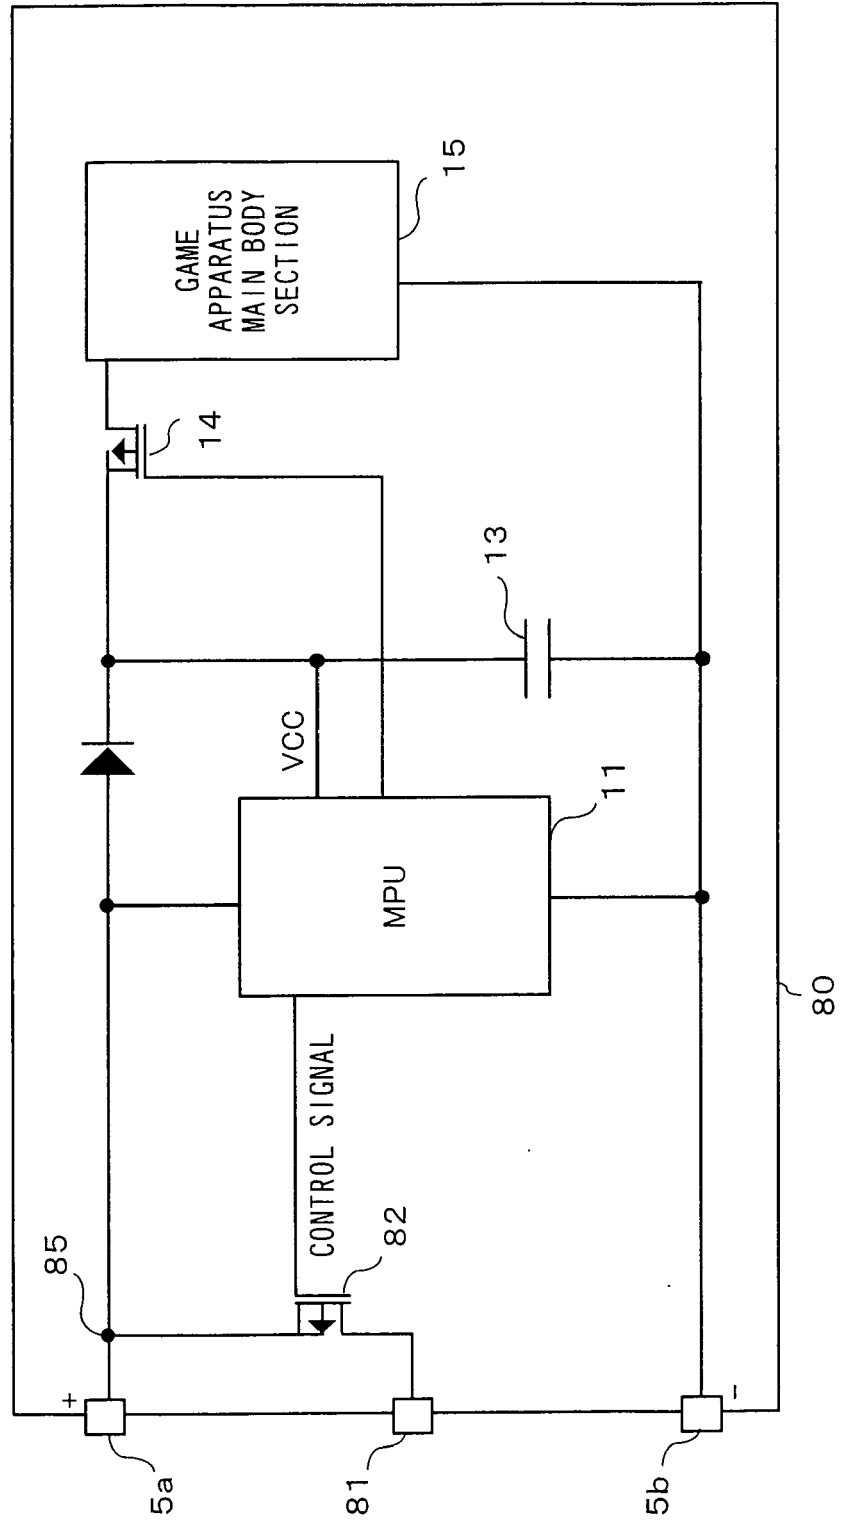 GAME
APPARATUS
MAIN BODY
SECTION
15
14
13
VCC
MPU
11
CONTROL SIGNAL
82
85
80
+
5a
81
-
5b